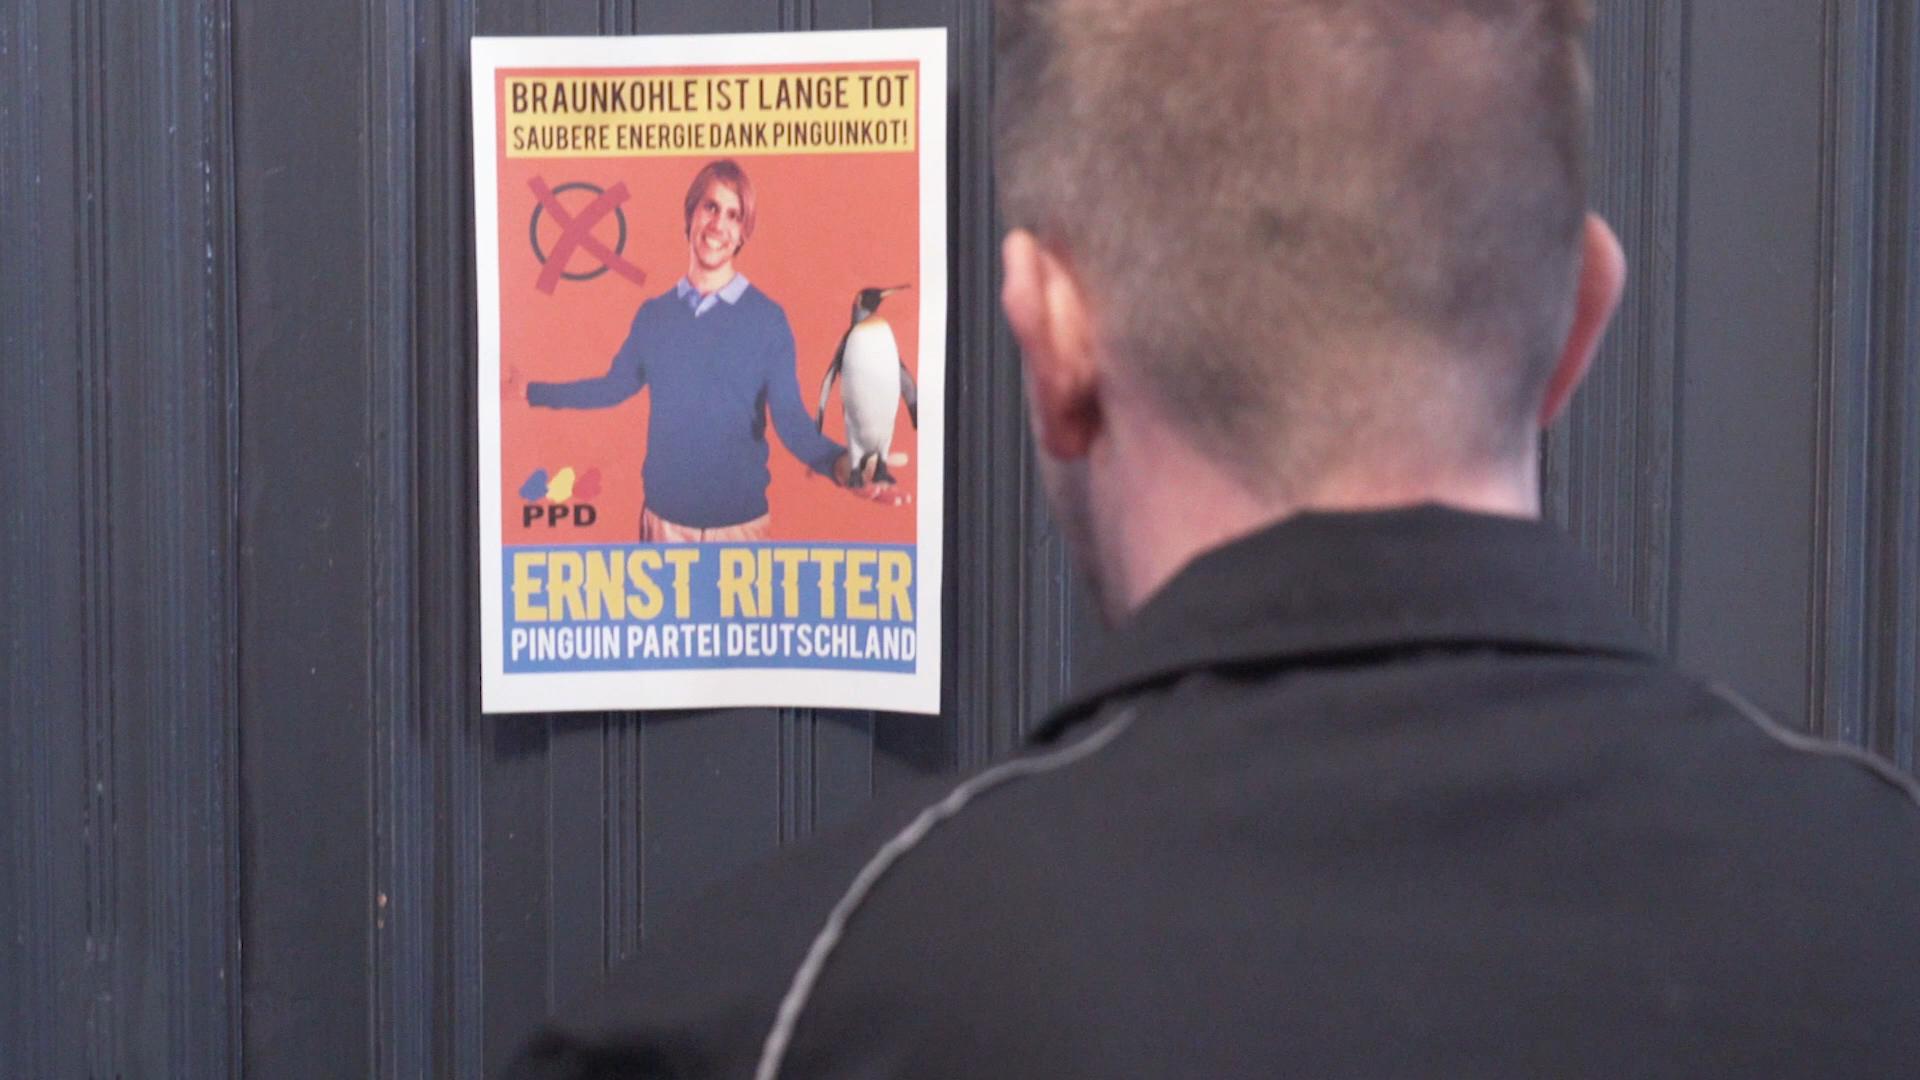 BRAUNKOHLE IST LANGE TOT
SAUBERE ENERGIE DANK PINGUINKOT!
PPD
ERNST RITTER
PINGUIN PARTEI DEUTSCHLAND